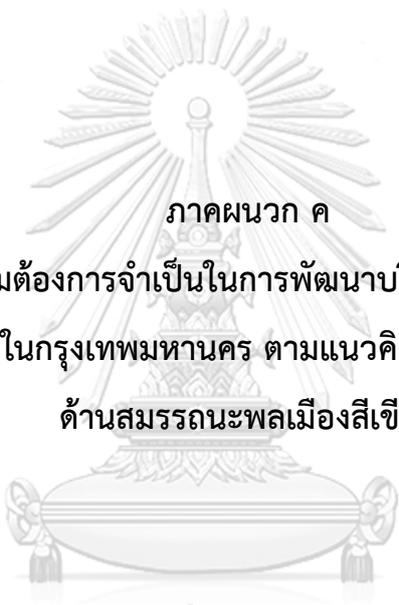 ภาคผนวก ค
ต้องการจำเป็นในการพัฒนา
ในกรุงเทพมหานคร ตามแนวคิ
ด้านสมรรถนะพลเมืองสีเขี